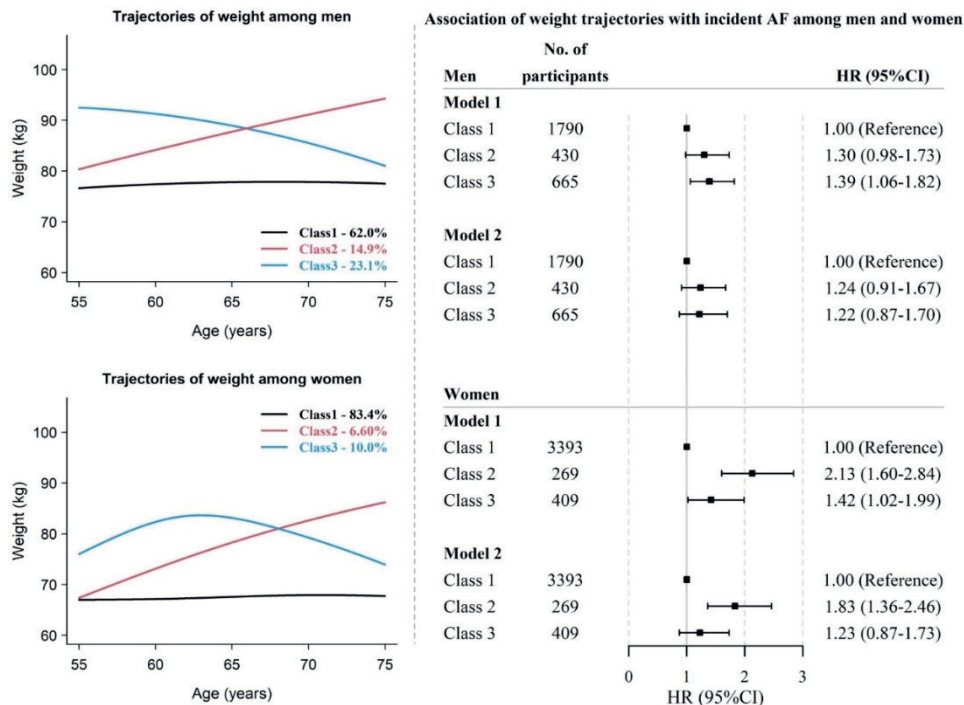 Trajectories of weight among men
100
90
80
70
60
Weight (kg)
Class1 - 62.0%
Class2 - 14.9%
Class3 - 23.1%
55 60 65 70 75
Age (years)
Trajectories of weight among women
Class1 - 83.4%
Class2 - 6.60%
Class3 - 10.0%
100
90
80
70
60
Weight (kg)
55 60 65 70 75
Age (years)
Association of weight trajectories with incident AF among men and women
No. of
Men participants HR (95%CI)
Model 1
Class 1 1790 1.00 (Reference)
Class 2 430 1.30 (0.98-1.73)
Class 3 665 1.39 (1.06-1.82)
Model 2
Class 1 1790 1.00 (Reference)
Class 2 430 1.24 (0.91-1.67)
Class 3 665 1.22 (0.87-1.70)
Women
Model 1
Class 1 3393 1.00 (Reference)
Class 2 269 2.13 (1.60-2.84)
Class 3 409 1.42 (1.02-1.99)
Model 2
Class 1 3393 1.00 (Reference)
Class 2 269 1.83 (1.36-2.46)
Class 3 409 1.23 (0.87-1.73)
0 1 2 3
HR (95%CI)